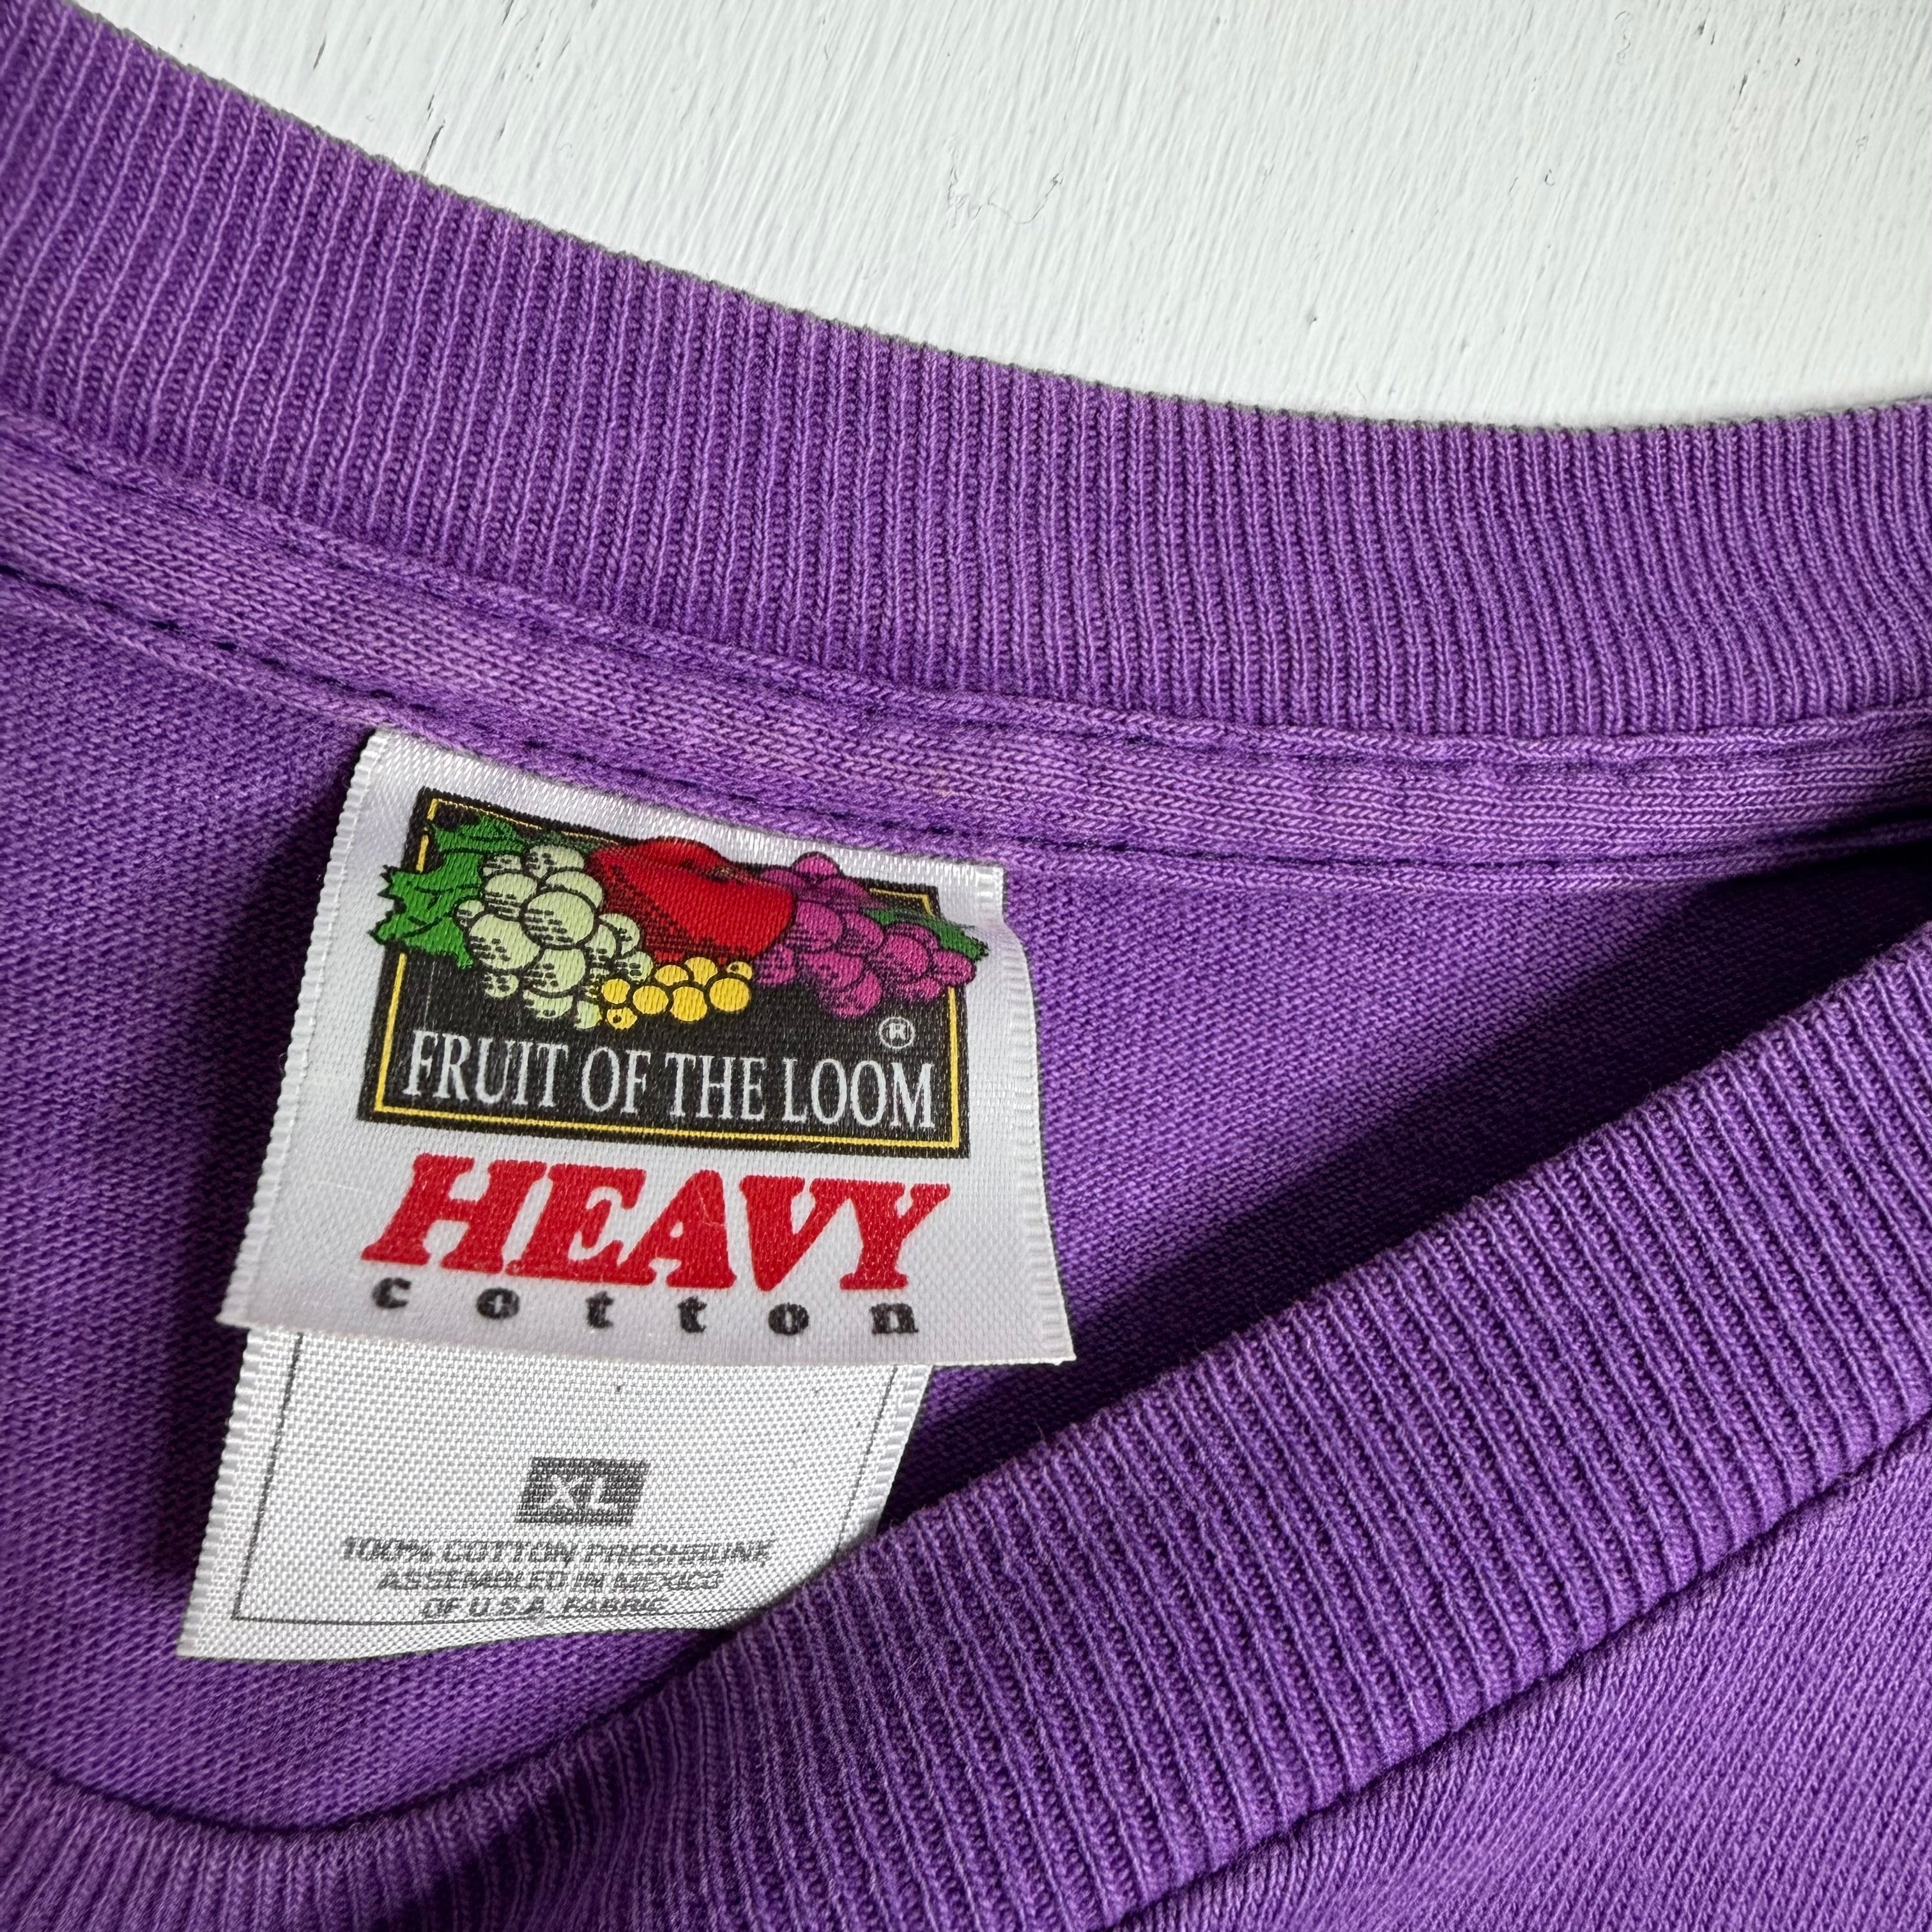 FRUIT OF THE LOOM ®
HEAVY
cotton
XL
100% COTTON PRESHRUNK
ASSEMBLED IN MEXICO
OF U.S.A. FABRIC